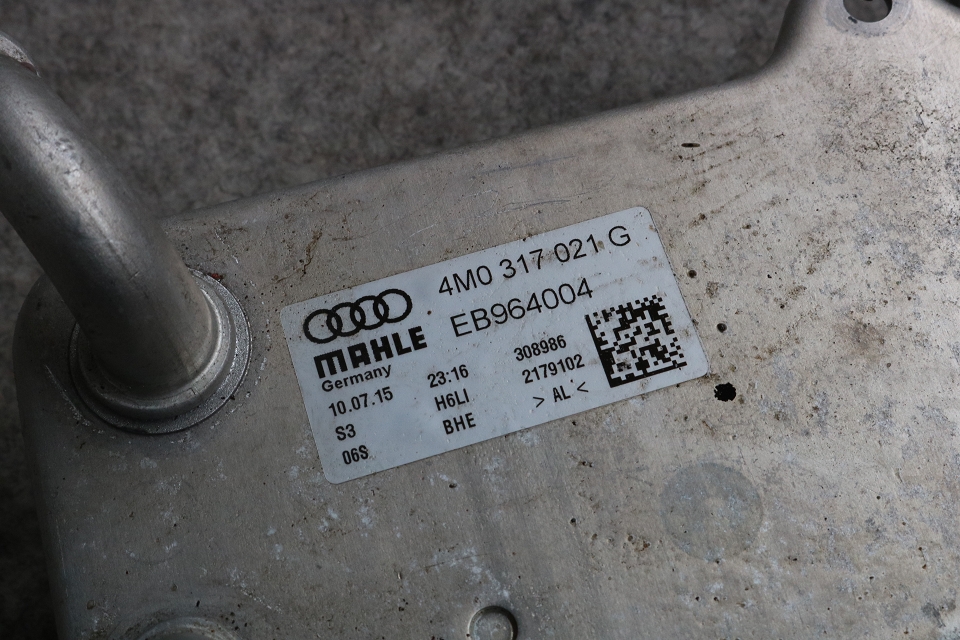 4M0 317 021 G
EB964004
MAHLE
Germany
10.07.15 23:16 308986
S3 H6LI 2179102
06S BHE > AL <